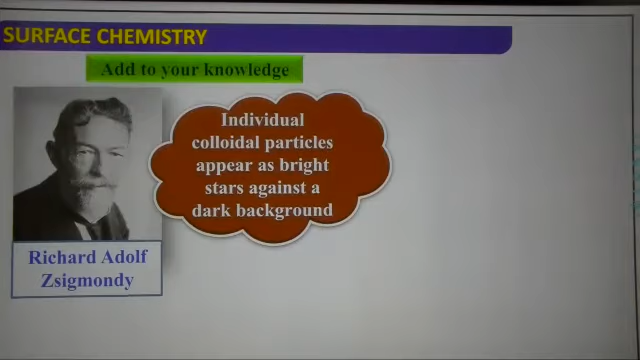 SURFACE CHEMISTRY
Add to your knowledge
Individual
colloidal particles
appear as bright
stars against a
dark background
Richard Adolf
Zsigmondy